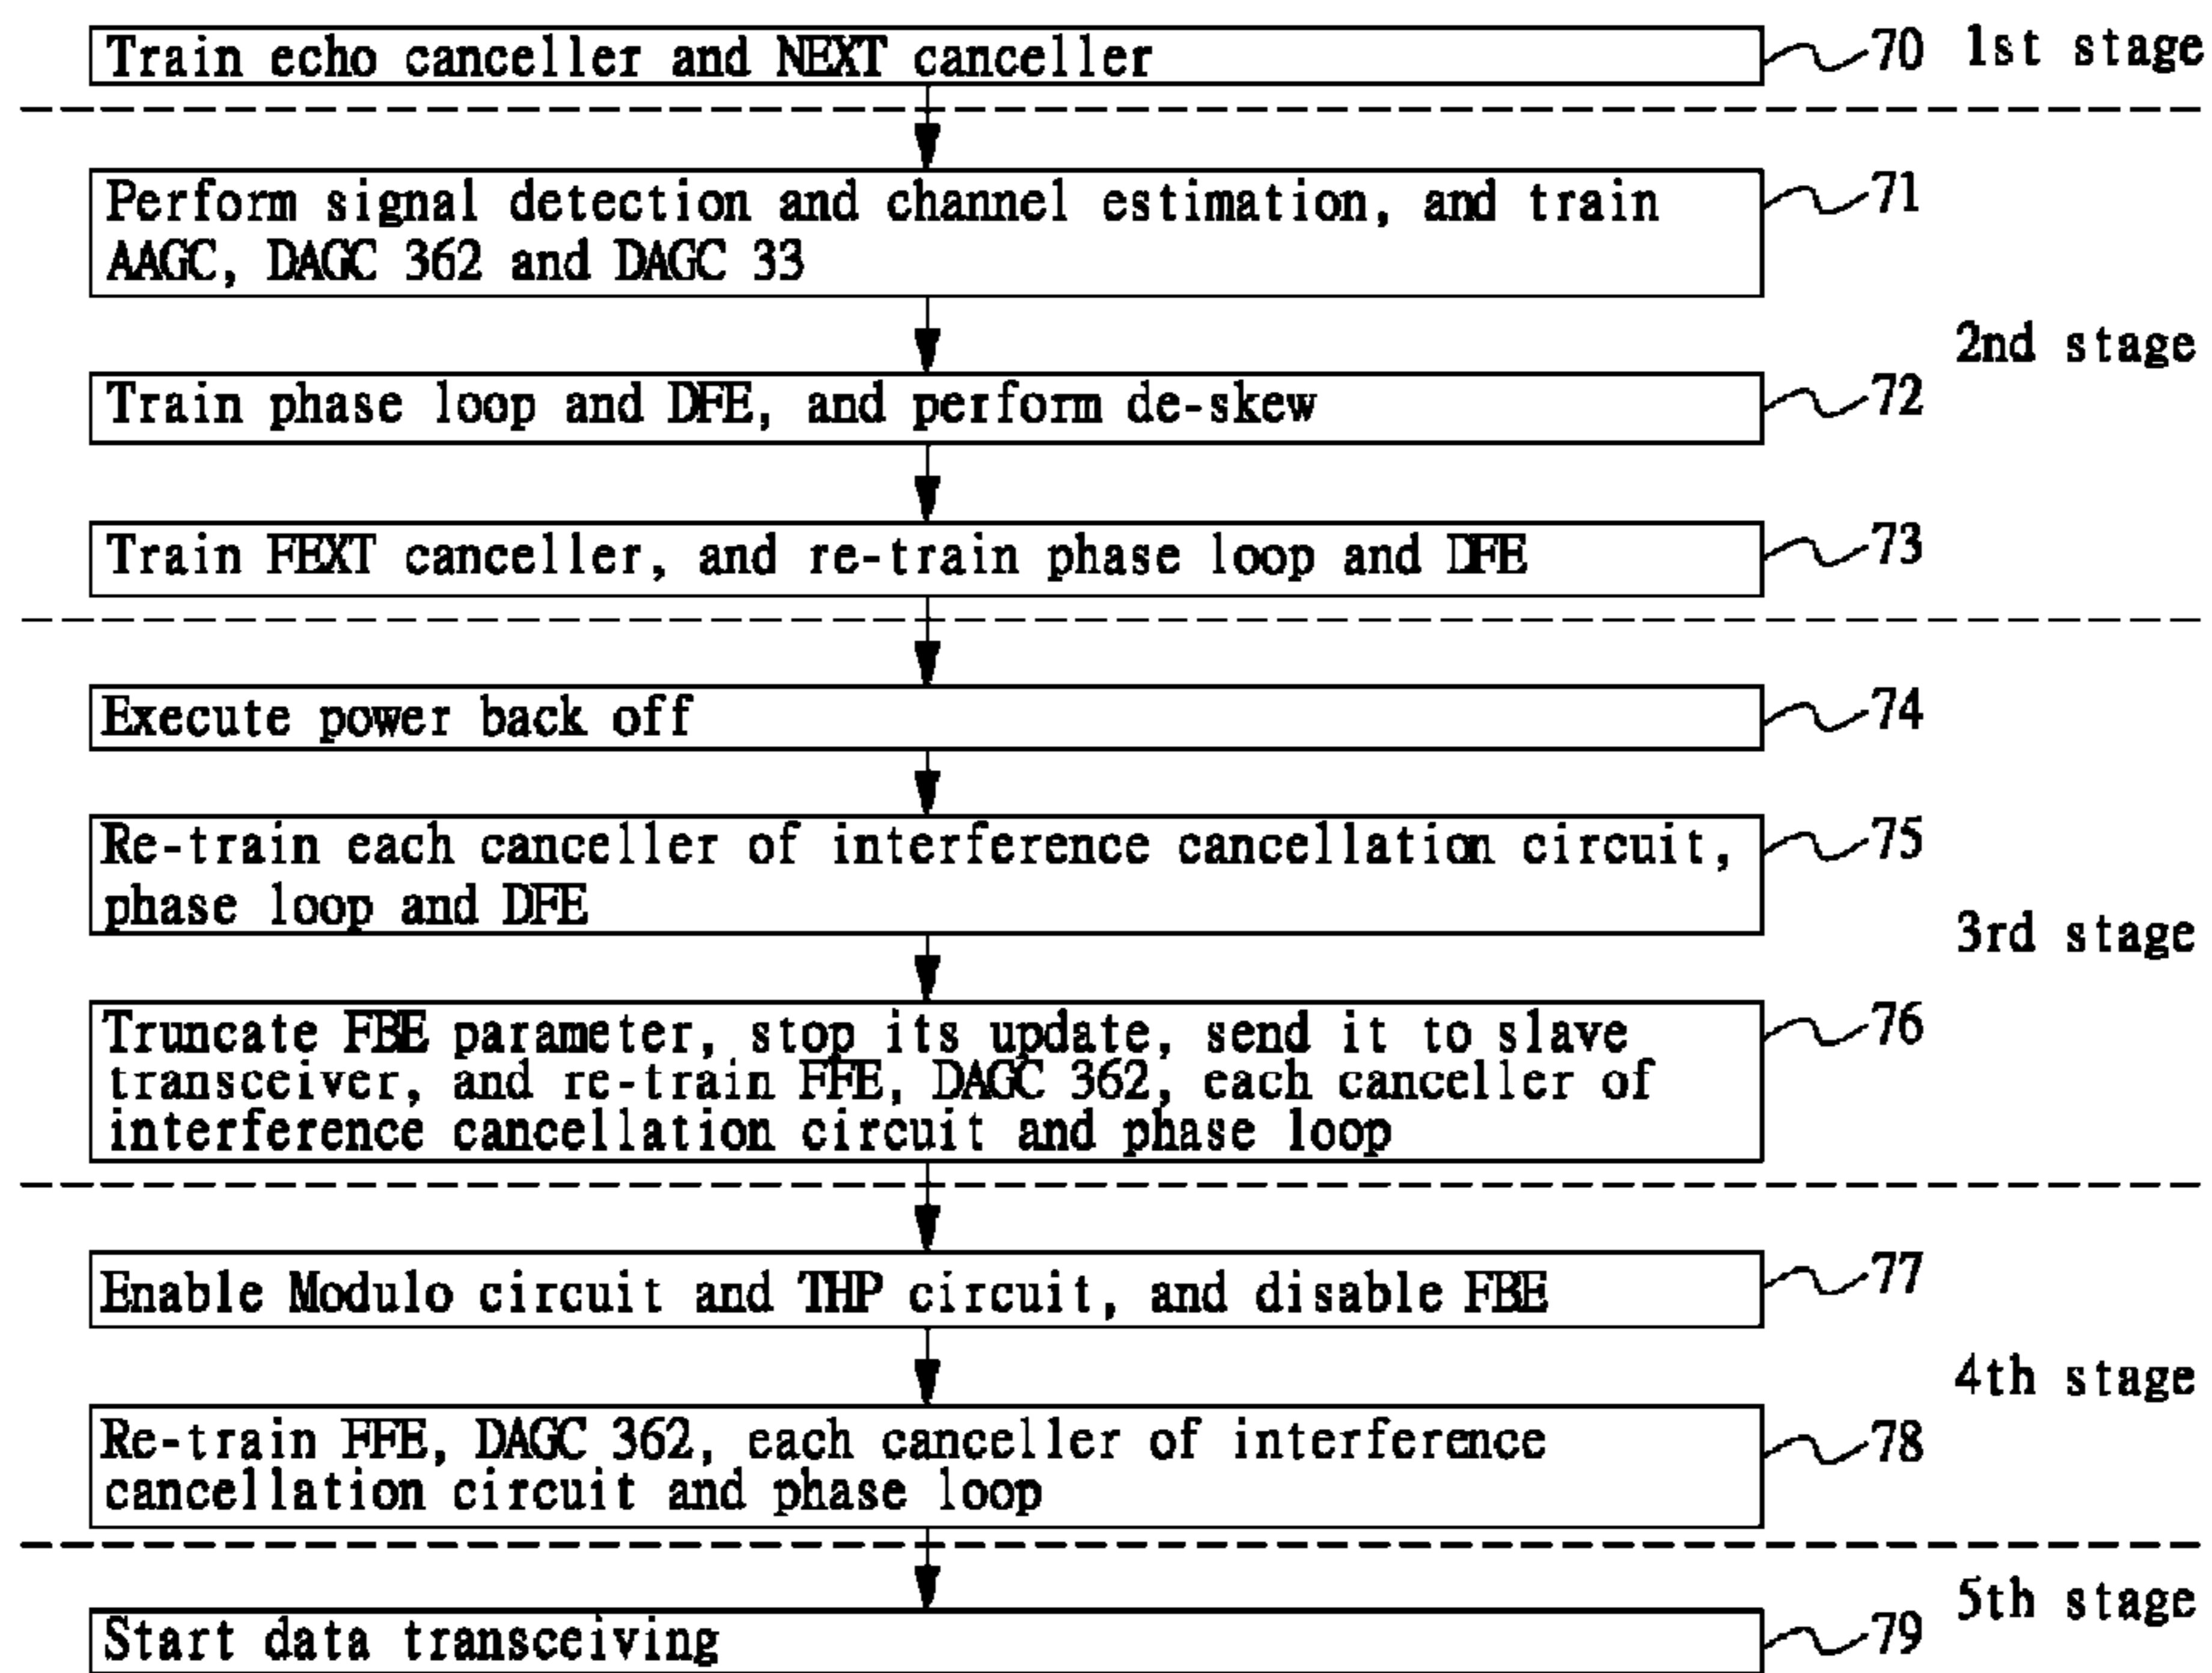 Train echo canceller and NEXT canceller
70 1st stage
Perform signal detection and channel estimation, and train
AAGC, DAGC 362 and DAGC 33
71
2nd stage
Train phase loop and DFE, and perform de-skew
72
Train FEXT canceller, and re-train phase loop and DFE
73
Execute power back off
74
Re-train each canceller of interference cancellation circuit,
phase loop and DFE
75
3rd stage
Truncate FBE parameter, stop its update, send it to slave
transceiver, and re-train FFE, DAGC 362, each canceller of
interference cancellation circuit and phase loop
76
Enable Modulo circuit and THP circuit, and disable FBE
77
4th stage
Re-train FFE, DAGC 362, each canceller of interference
cancellation circuit and phase loop
78
5th stage
Start data transceiving
79